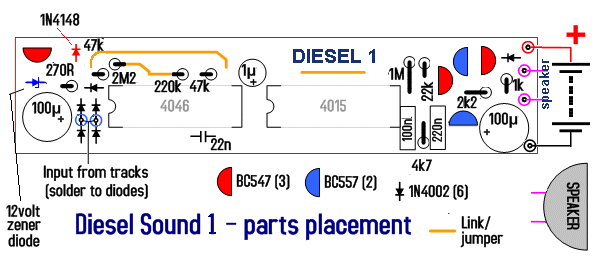 1N4148
47k
DIESEL 1
+
270R
2M2
220k
47k
1µ
+
1M
22k
2k2
1k
speaker
100µ
+
4046
4015
100n
220n
100µ
+
22n
4k7
Input from tracks
(solder to diodes)
BC547 (3)
BC557 (2)
1N4002 (6)
SPEAKER
12volt
zener
diode
Diesel Sound 1 - parts placement
Link/
jumper